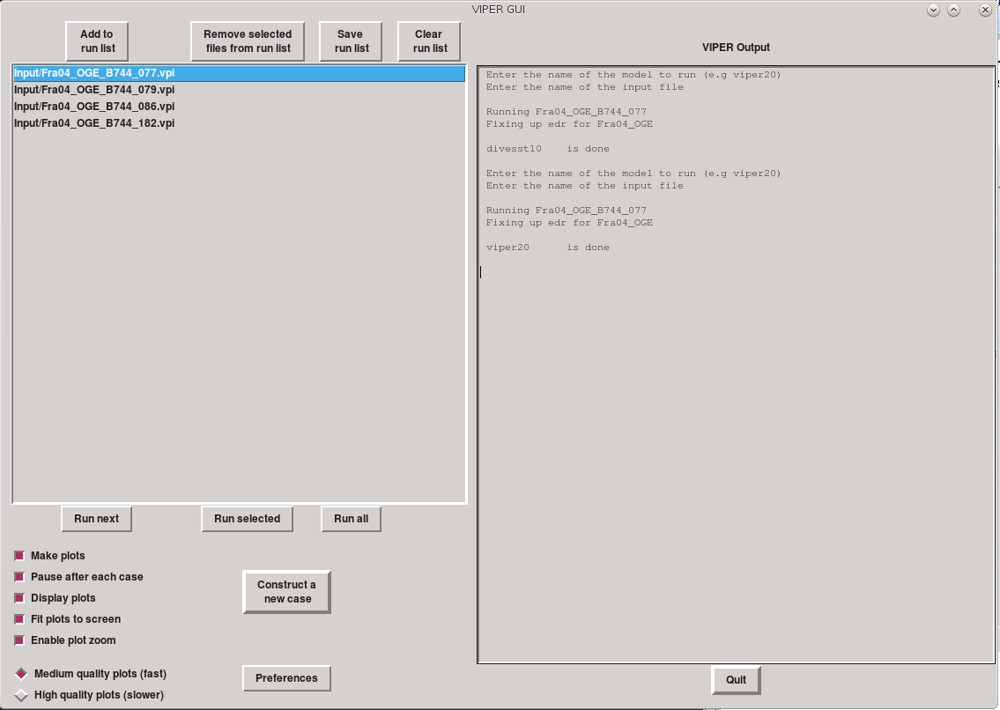 VIPER GUI
Add to
run list
Remove selected
files from run list
Save
run list
Clear
run list
Input/Fra04_OGE_B744_077.vpi
Input/Fra04_OGE_B744_079.vpi
Input/Fra04_OGE_B744_086.vpi
Input/Fra04_OGE_B744_182.vpi
Run next
Run selected
Run all
Make plots
Pause after each case
Display plots
Fit plots to screen
Enable plot zoom
Medium quality plots (fast)
High quality plots (slower)
Construct a
new case
Preferences
VIPER Output
Enter the name of the model to run (e.g viper20)
Enter the name of the input file
Running Fra04_OGE_B744_077
Fixing up edr for Fra04_OGE
divesst10    is done
Enter the name of the model to run (e.g viper20)
Enter the name of the input file
Running Fra04_OGE_B744_077
Fixing up edr for Fra04_OGE
viper20      is done
Quit